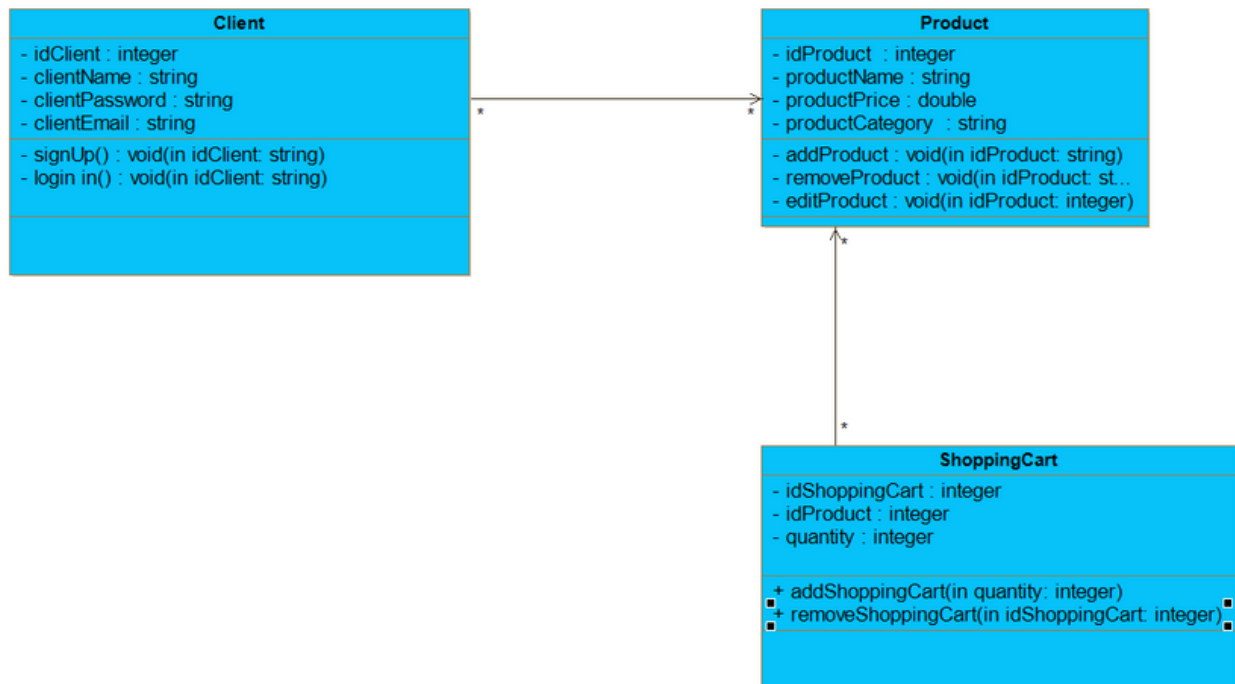 Client
- idClient : integer
- clientName : string
- clientPassword : string
- clientEmail : string
- signUp() : void(in idClient: string)
- login in() : void(in idClient: string)
*
*
Product
- idProduct  : integer
- productName : string
- productPrice : double
- productCategory  : string
- addProduct : void(in idProduct: string)
- removeProduct : void(in idProduct: st...
- editProduct : void(in idProduct: integer)
*
*
ShoppingCart
- idShoppingCart : integer
- idProduct : integer
- quantity : integer
+ addShoppingCart(in quantity: integer)
+ removeShoppingCart(in idShoppingCart: integer)